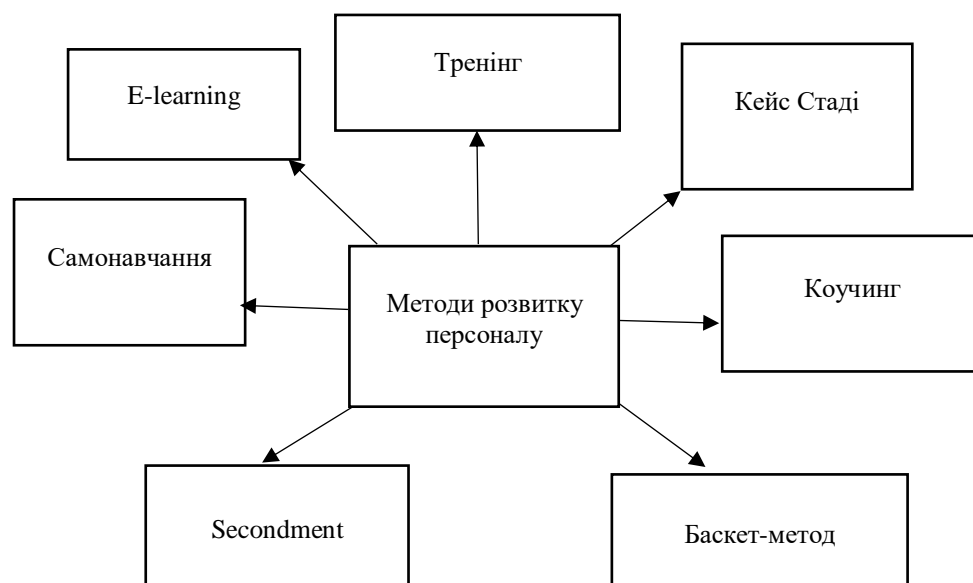 Тренінг
E-learning
Кейс Стаді
Самонавчання
Коучинг
Методи розвитку
персоналу
Secondment
Баскет-метод